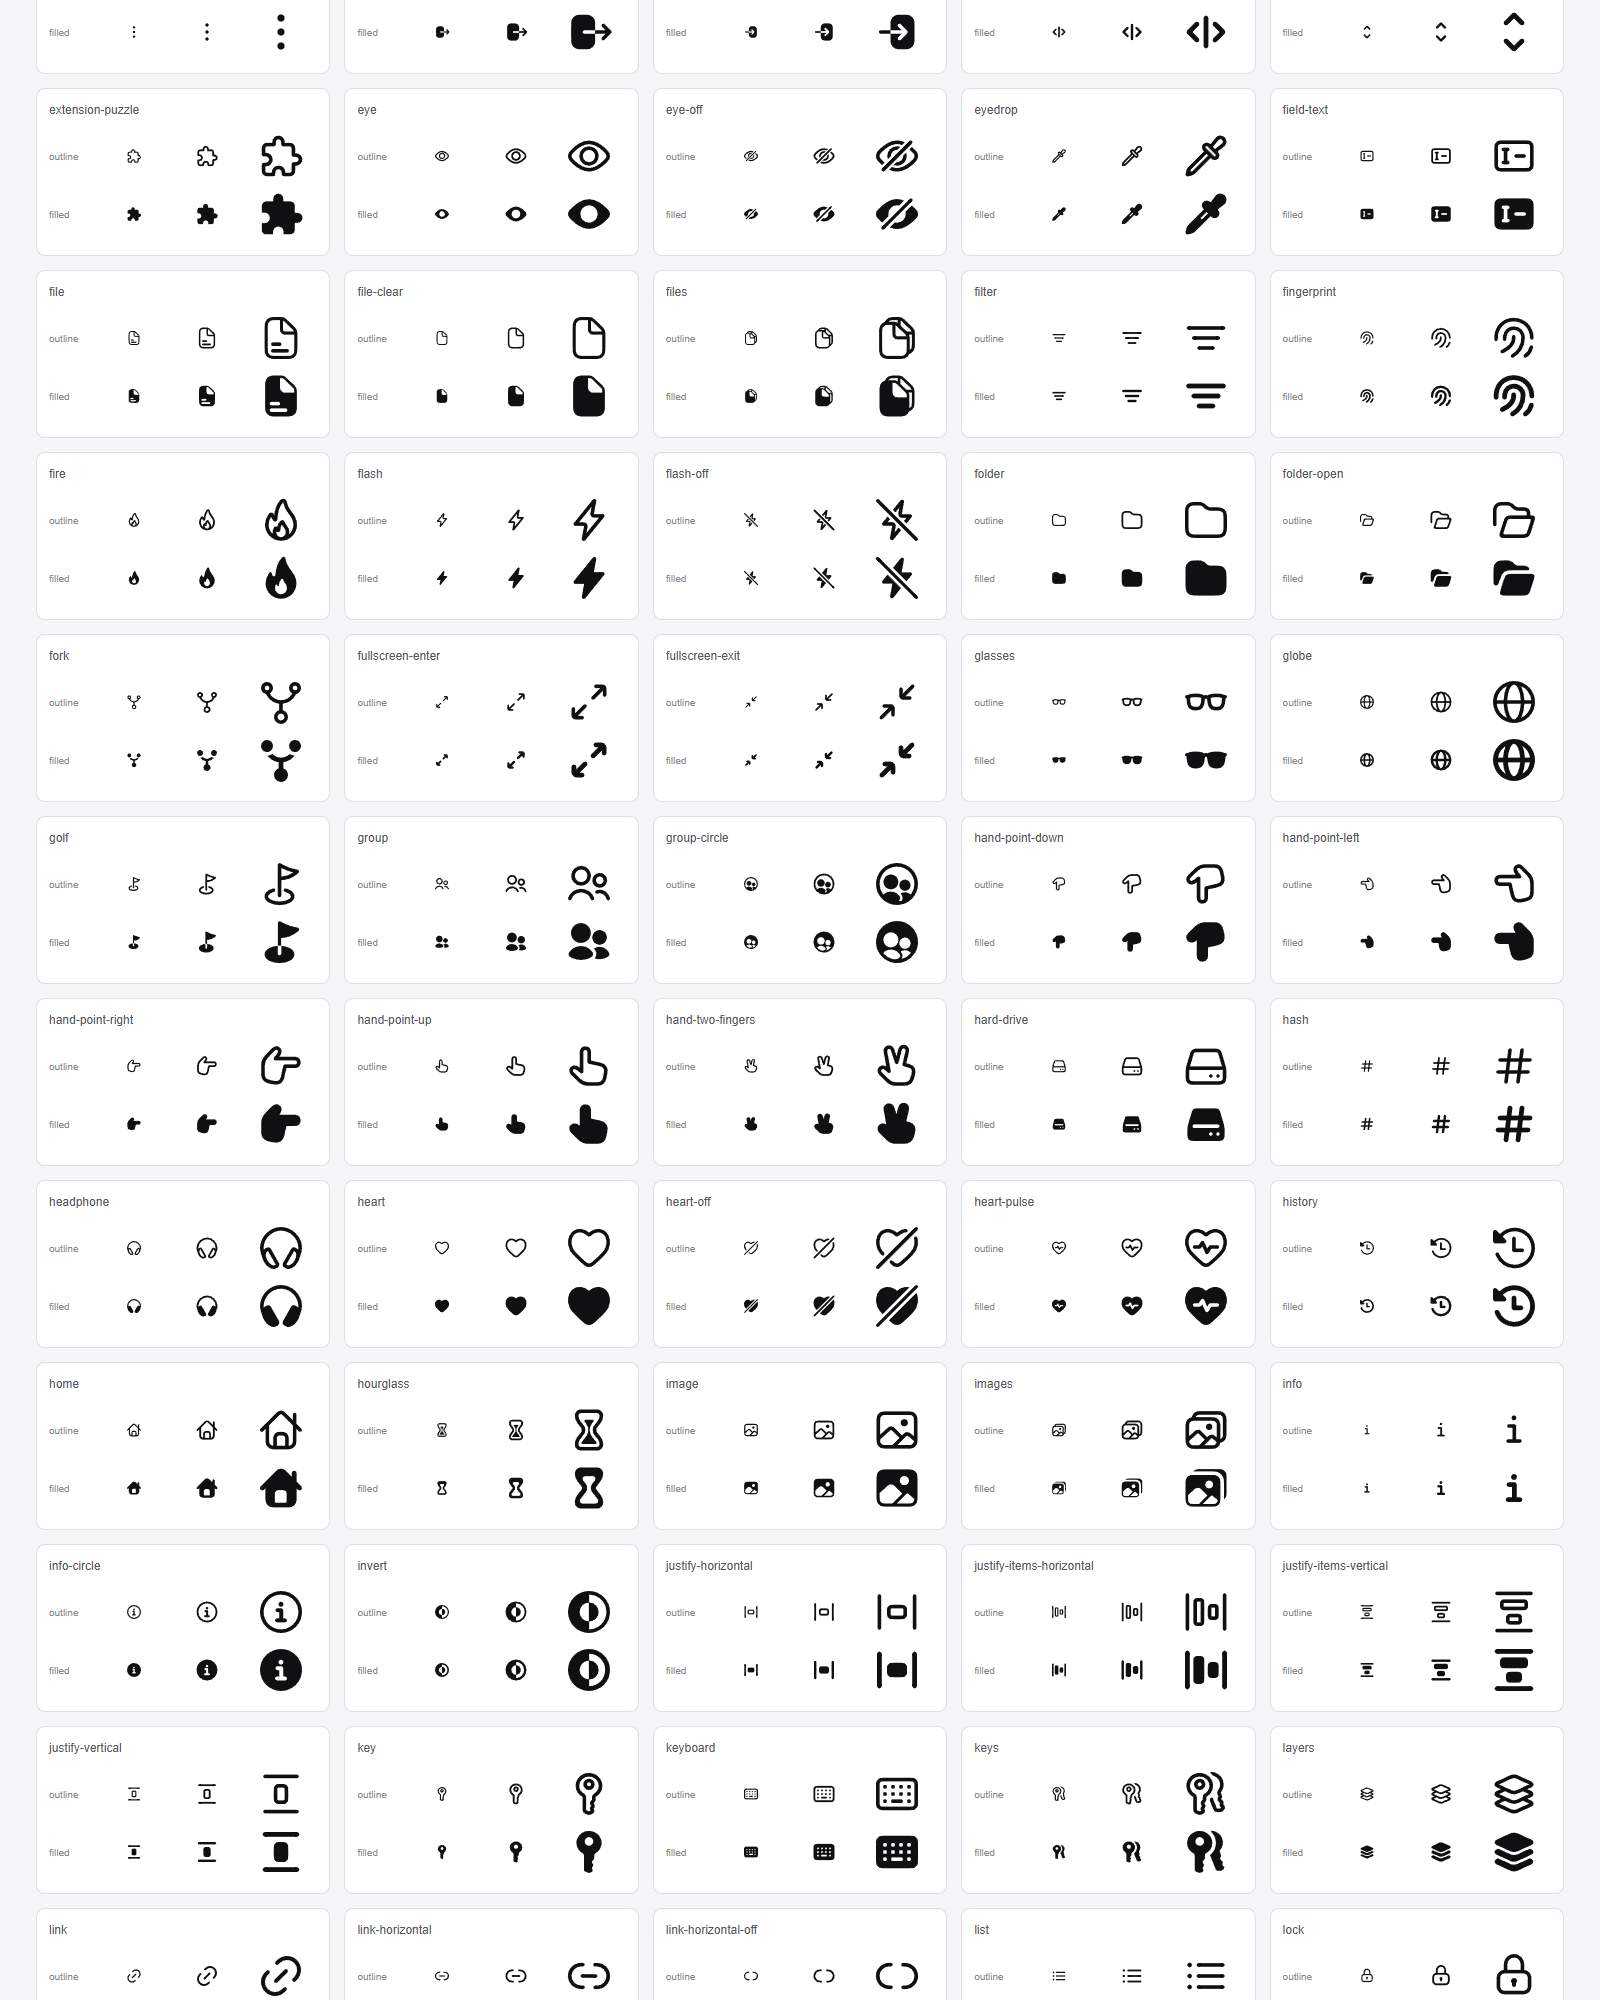 filled filled filled filled filled
extension-puzzle eye eye-off eyedrop field-text
outline outline outline outline outline
filled filled filled filled filled
file file-clear files filter fingerprint
outline outline outline outline outline
filled filled filled filled filled
fire flash flash-off folder folder-open
outline outline outline outline outline
filled filled filled filled filled
fork fullscreen-enter fullscreen-exit glasses globe
outline outline outline outline outline
filled filled filled filled filled
golf group group-circle hand-point-down hand-point-left
outline outline outline outline outline
filled filled filled filled filled
hand-point-right hand-point-up hand-two-fingers hard-drive hash
outline outline outline outline outline
filled filled filled filled filled
headphone heart heart-off heart-pulse history
outline outline outline outline outline
filled filled filled filled filled
home hourglass image images info
outline outline outline outline outline
filled filled filled filled filled
info-circle invert justify-horizontal justify-items-horizontal justify-items-vertical
outline outline outline outline outline
filled filled filled filled filled
justify-vertical key keyboard keys layers
outline outline outline outline outline
filled filled filled filled filled
link link-horizontal link-horizontal-off list lock
outline outline outline outline outline